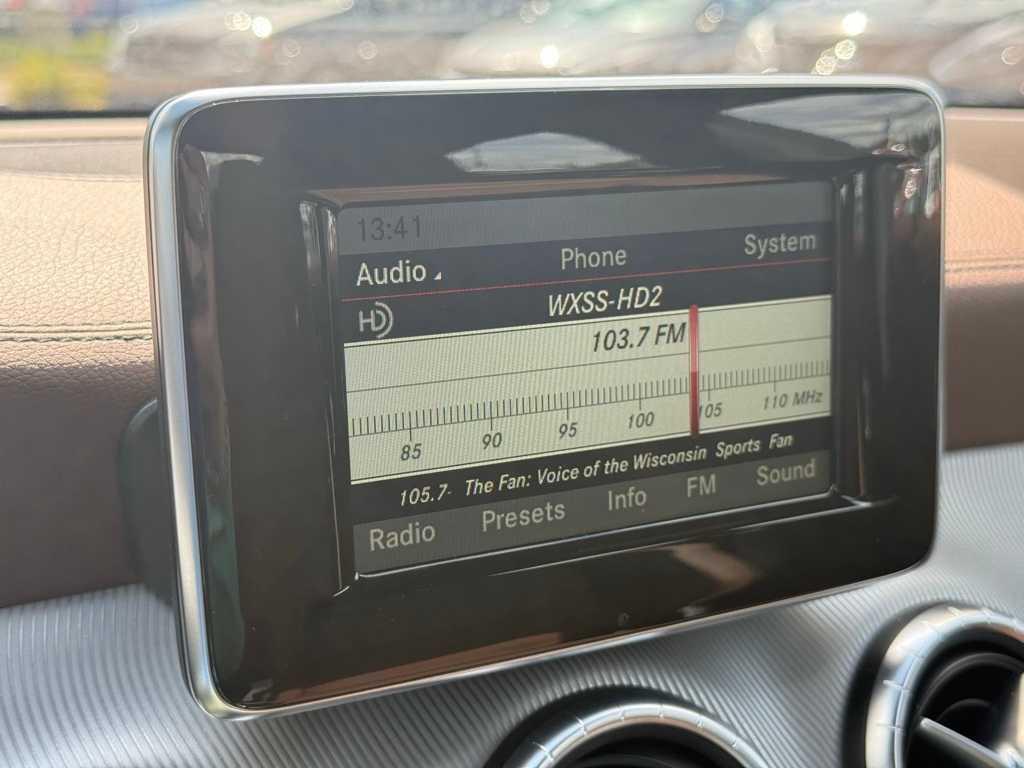 13:41
Audio Phone System
HD WXSS-HD2
103.7 FM
85 90 95 100 105 110 MHz
105.7- The Fan: Voice of the Wisconsin Sports Fan
Radio Presets Info FM Sound